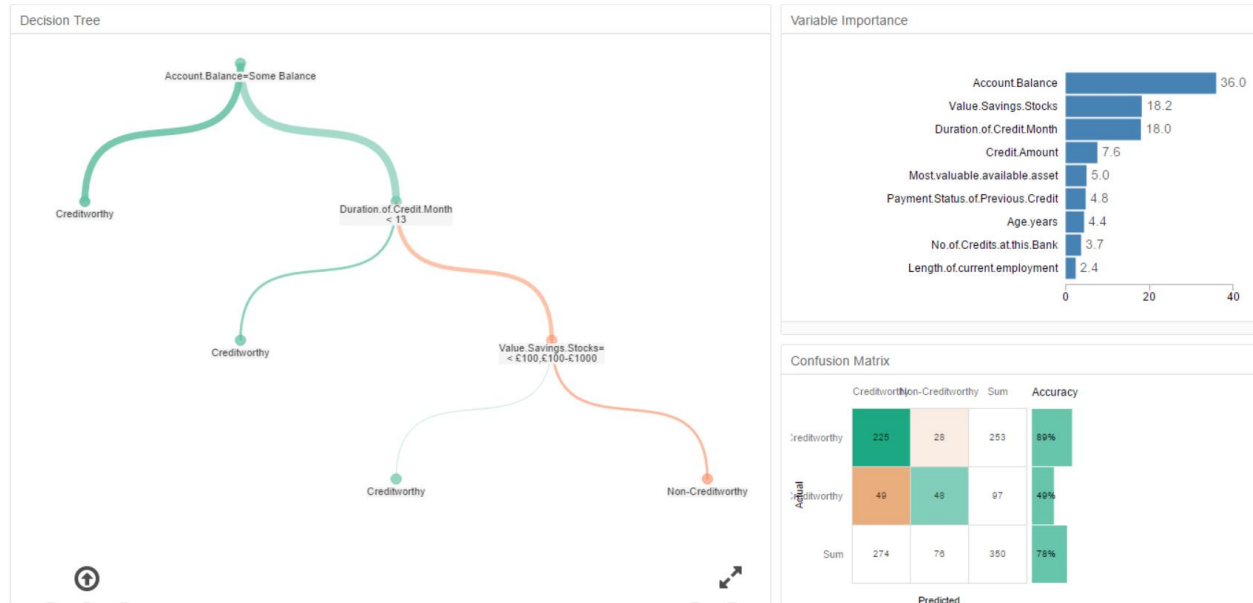 Decision Tree
Account.Balance=Some Balance
Creditworthy
Duration.of.Credit.Month
< 13
Creditworthy
Value.Savings.Stocks=
< £100,£100-£1000
Creditworthy
Non-Creditworthy
Variable Importance
Account.Balance 36.0
Value.Savings.Stocks 18.2
Duration.of.Credit.Month 18.0
Credit.Amount 7.6
Most.valuable.available.asset 5.0
Payment.Status.of.Previous.Credit 4.8
Age.years 4.4
No.of.Credits.at.this.Bank 3.7
Length.of.current.employment 2.4
0 20 40
Confusion Matrix
Creditworthy Non-Creditworthy Sum Accuracy
Creditworthy 225 28 253 89%
Actual
creditworthy 49 48 97 49%
Sum 274 76 350 78%
Predicted